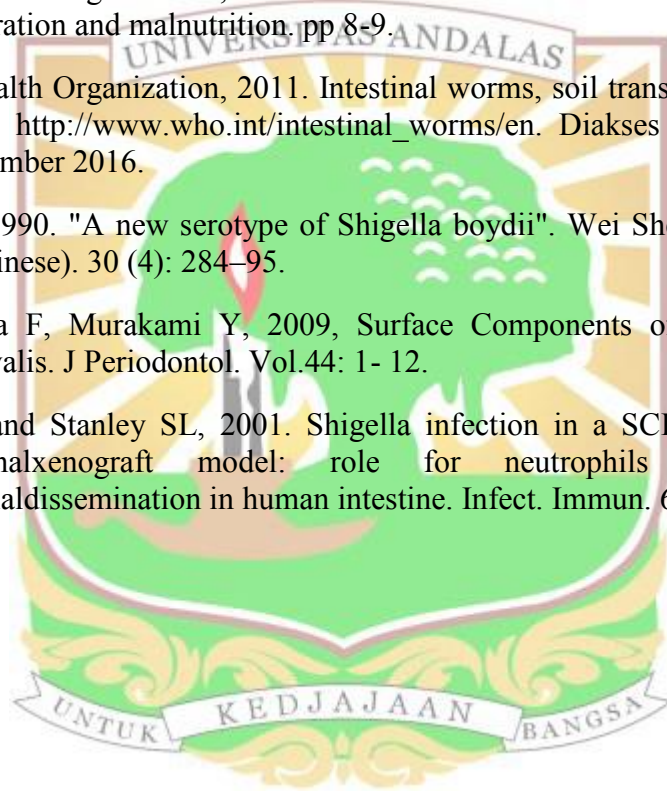 ration and malnutrition. pp 8-9.
UNIVERSITAS ANDALAS
alth Organization, 2011. Intestinal worms, soil trans
http://www.who.int/intestinal_worms/en. Diakses
mber 2016.
990. "A new serotype of Shigella boydii". Wei She
inese). 30 (4): 284–95.
a F, Murakami Y, 2009, Surface Components o
valis. J Periodontol. Vol.44: 1- 12.
and Stanley SL, 2001. Shigella infection in a SCI
nalxenograft model: role for neutrophils
aldissemination in human intestine. Infect. Immun. 6
UNTUK KEDJAJAAN BANGSA